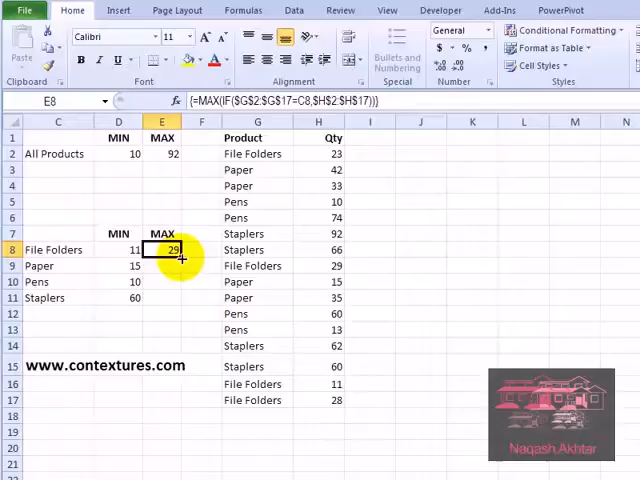 File Home Insert Page Layout Formulas Data Review View Developer Add-Ins PowerPivot
Calibri 11 A A General Conditional Formatting
Paste B I U A Bullets and Numbering $ % , Format as Table
Cell Styles
Clipboard Font Alignment Special Number Styles
E8 fx {=MAX(IF($G$2:$G$17=C8,$H$2:$H$17))}
C D E F G H I J K L M N
1 MIN MAX Product Qty
2 All Products 10 92 File Folders 23
3 Paper 42
4 Paper 33
5 Pens 10
6 Pens 74
7 MIN MAX Staplers 92
8 File Folders 11 29 Staplers 66
9 Paper 15 File Folders 29
10 Pens 10 Paper 15
11 Staplers 60 Paper 35
12 Pens 60
13 Pens 13
14 Staplers 62
15 www.contextures.com Staplers 60
16 File Folders 11
17 File Folders 28
18
19
20
21
Naqash Akhtar